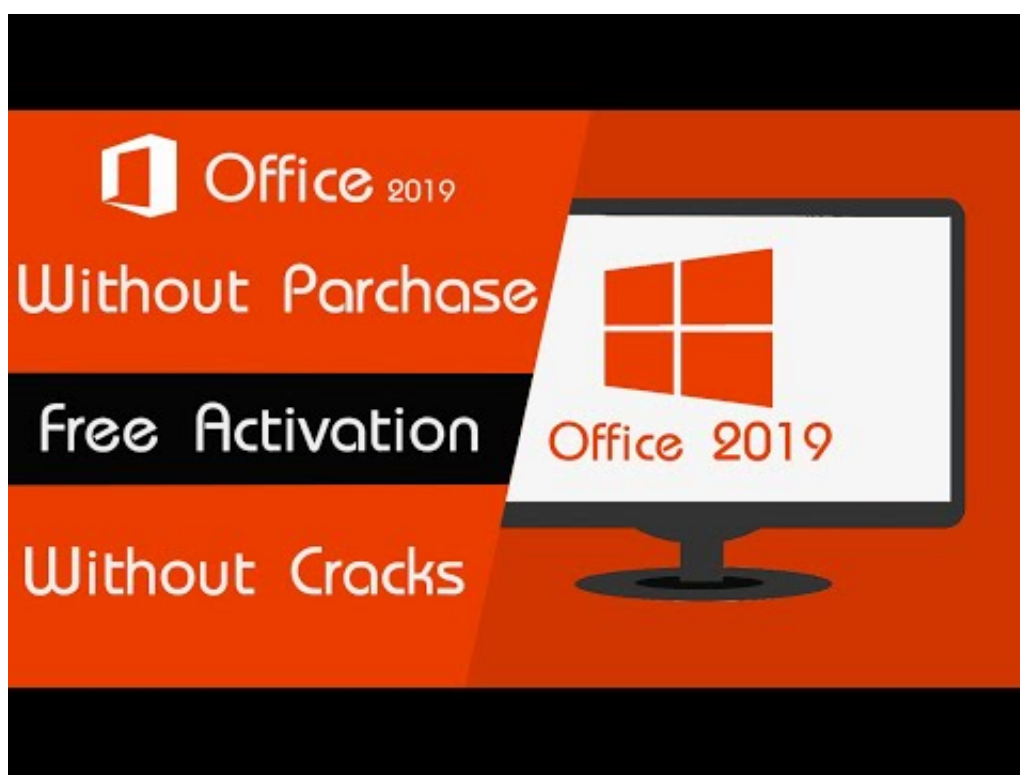 Office 2019
Without Parchase
Free Activation
Without Cracks
Office 2019